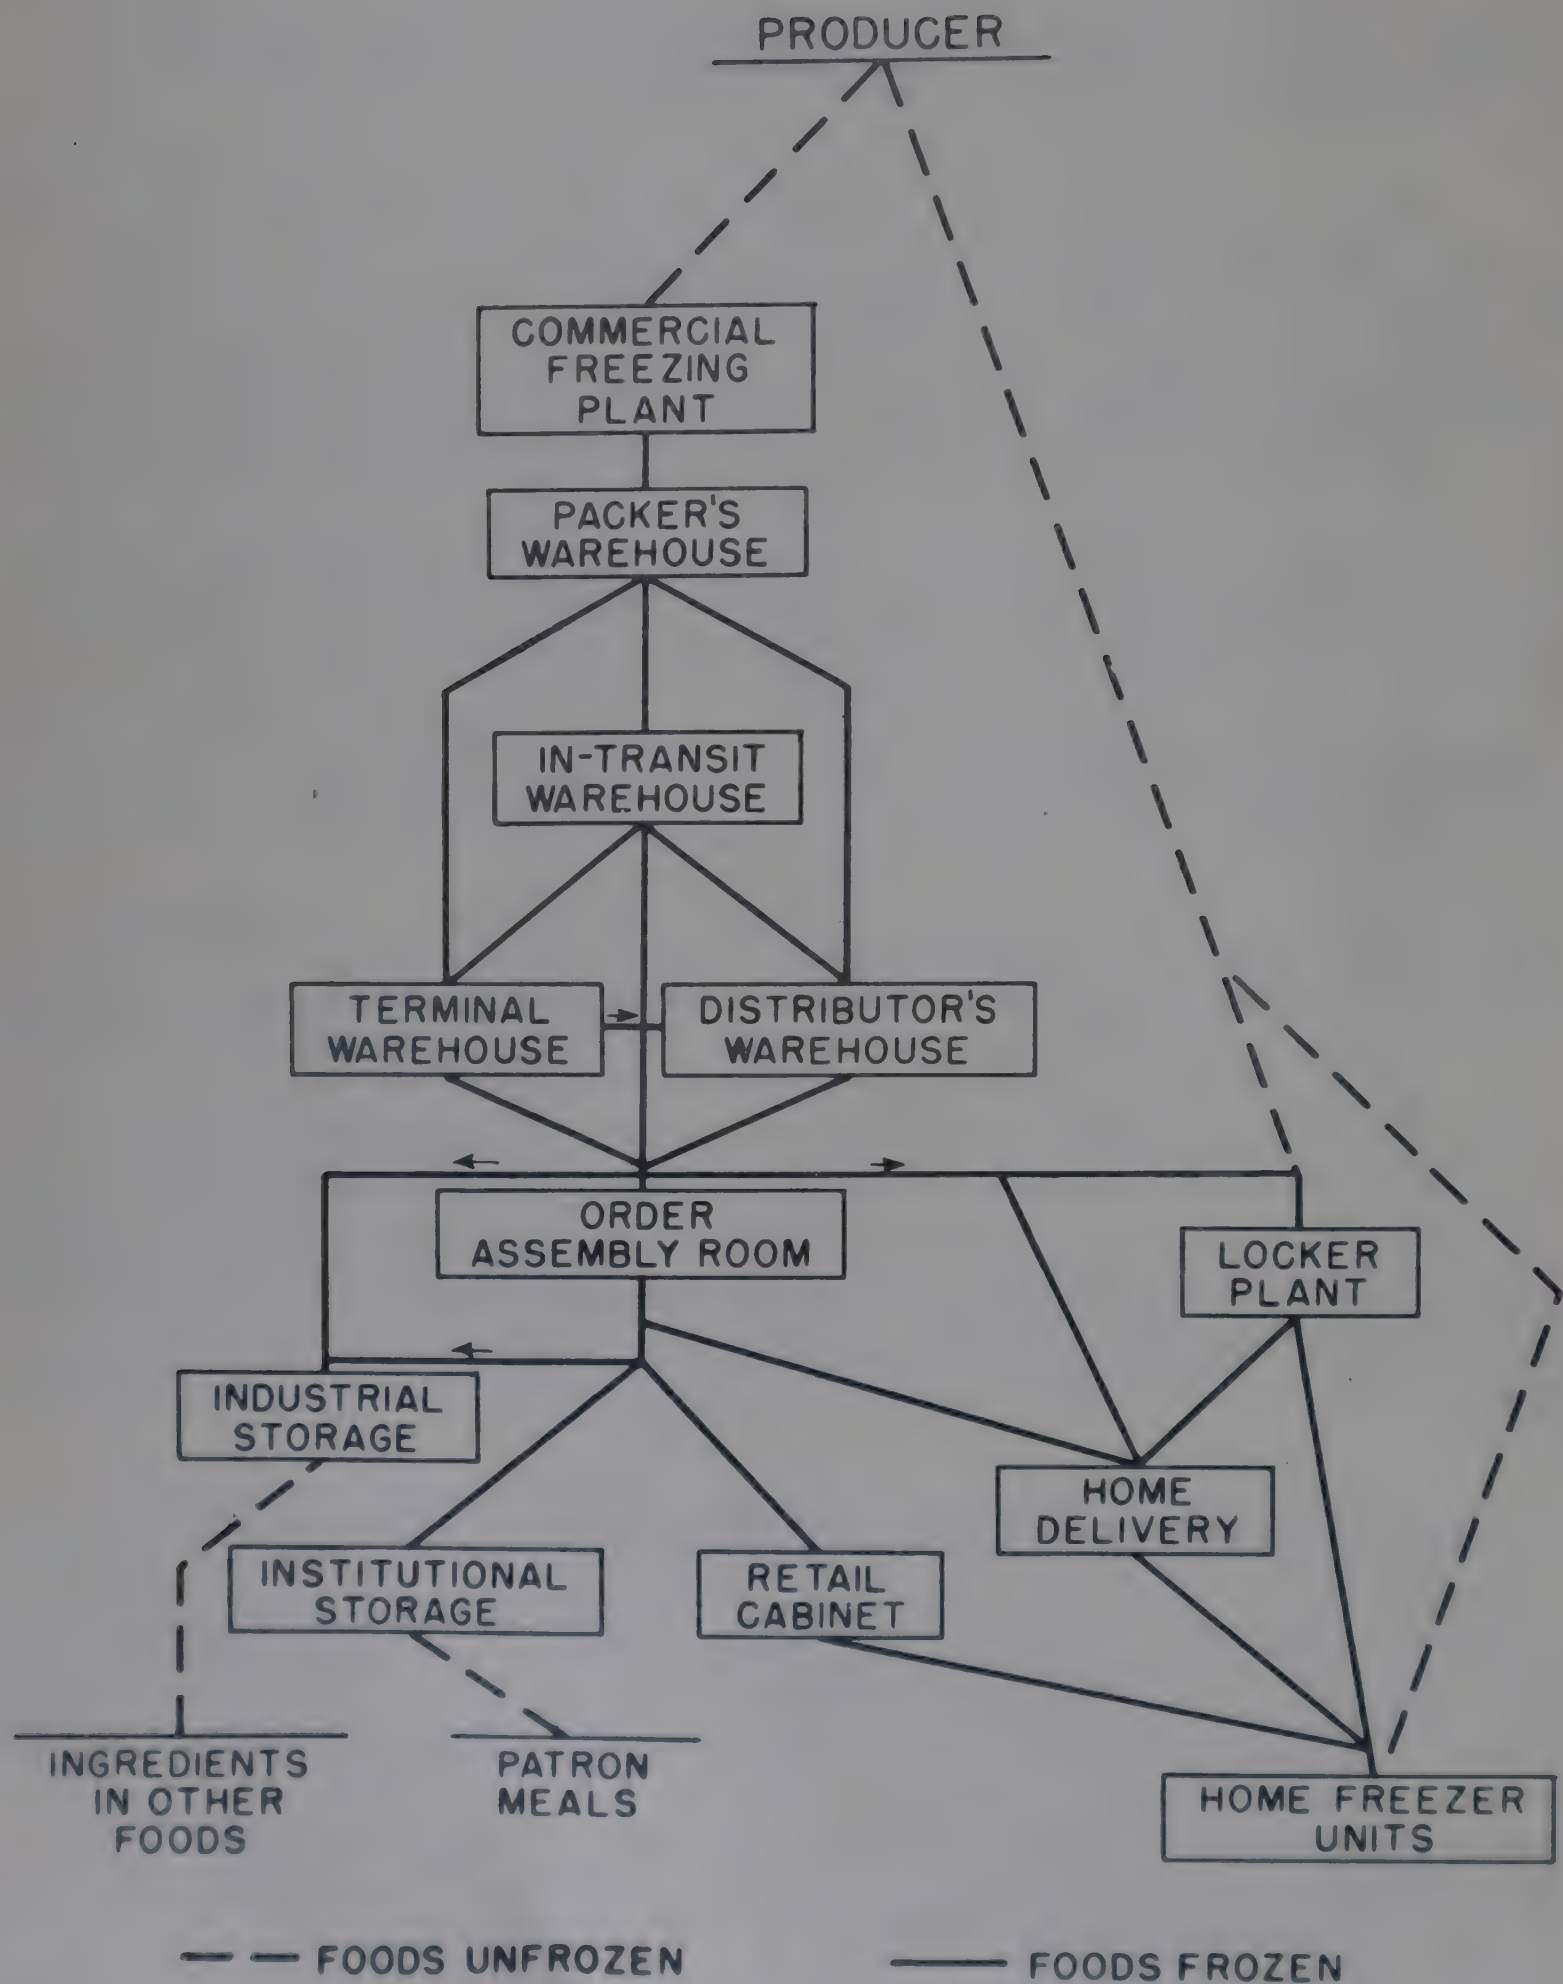 PRODUCER
COMMERCIAL
FREEZING
PLANT
PACKER'S
WAREHOUSE
IN-TRANSIT
WAREHOUSE
TERMINAL
WAREHOUSE
DISTRIBUTOR'S
WAREHOUSE
ORDER
ASSEMBLY ROOM
LOCKER
PLANT
INDUSTRIAL
STORAGE
HOME
DELIVERY
INSTITUTIONAL
STORAGE
RETAIL
CABINET
INGREDIENTS
IN OTHER
FOODS
PATRON
MEALS
HOME FREEZER
UNITS
FOODS UNFROZEN
FOODS FROZEN